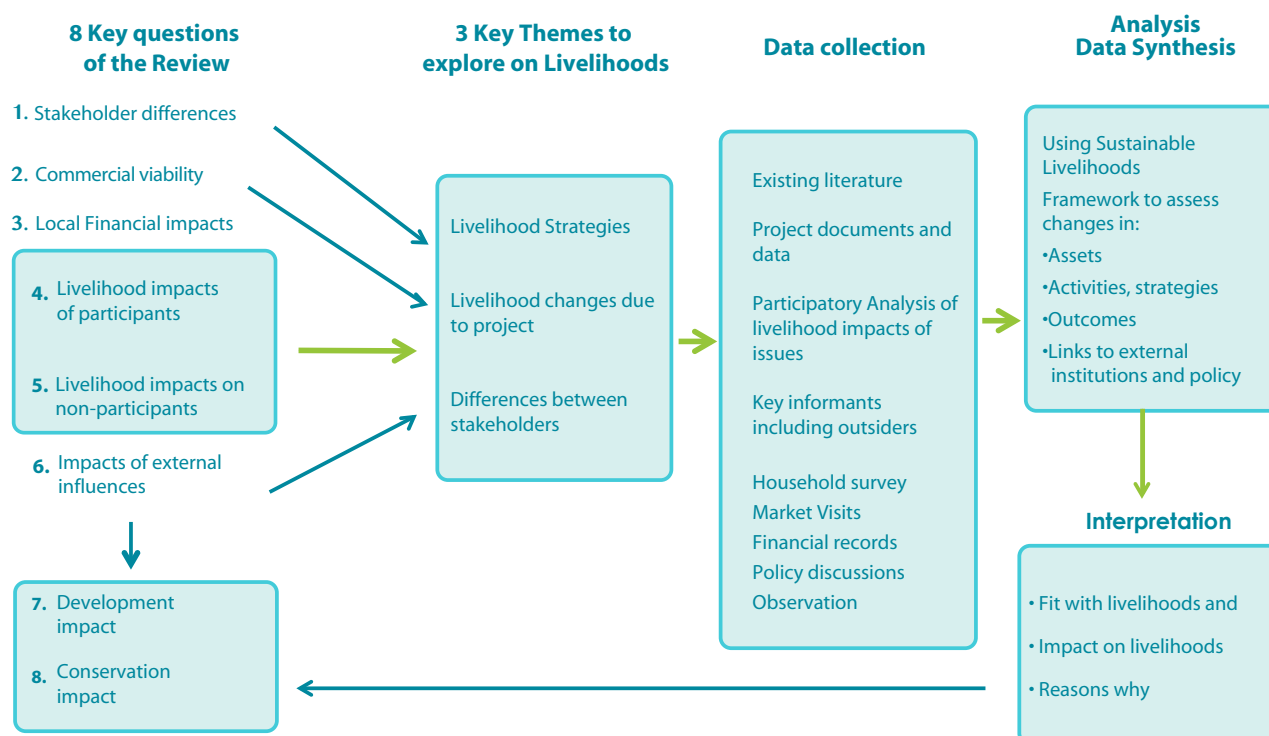 8 Key questions
of the Review
1. Stakeholder differences
2. Commercial viability
3. Local Financial impacts
4. Livelihood impacts
of participants
5. Livelihood impacts on
non-participants
6. Impacts of external
influences
7. Development
impact
8. Conservation
impact
3 Key Themes to
explore on Livelihoods
Livelihood Strategies
Livelihood changes due
to project
Differences between
stakeholders
Data collection
Existing literature
Project documents and
data
Participatory Analysis of
livelihood impacts of
issues
Key informants
including outsiders
Household survey
Market Visits
Financial records
Policy discussions
Observation
Analysis
Data Synthesis
Using Sustainable
Livelihoods
Framework to assess
changes in:
•Assets
•Activities, strategies
•Outcomes
•Links to external
institutions and policy
Interpretation
• Fit with livelihoods and
• Impact on livelihoods
• Reasons why